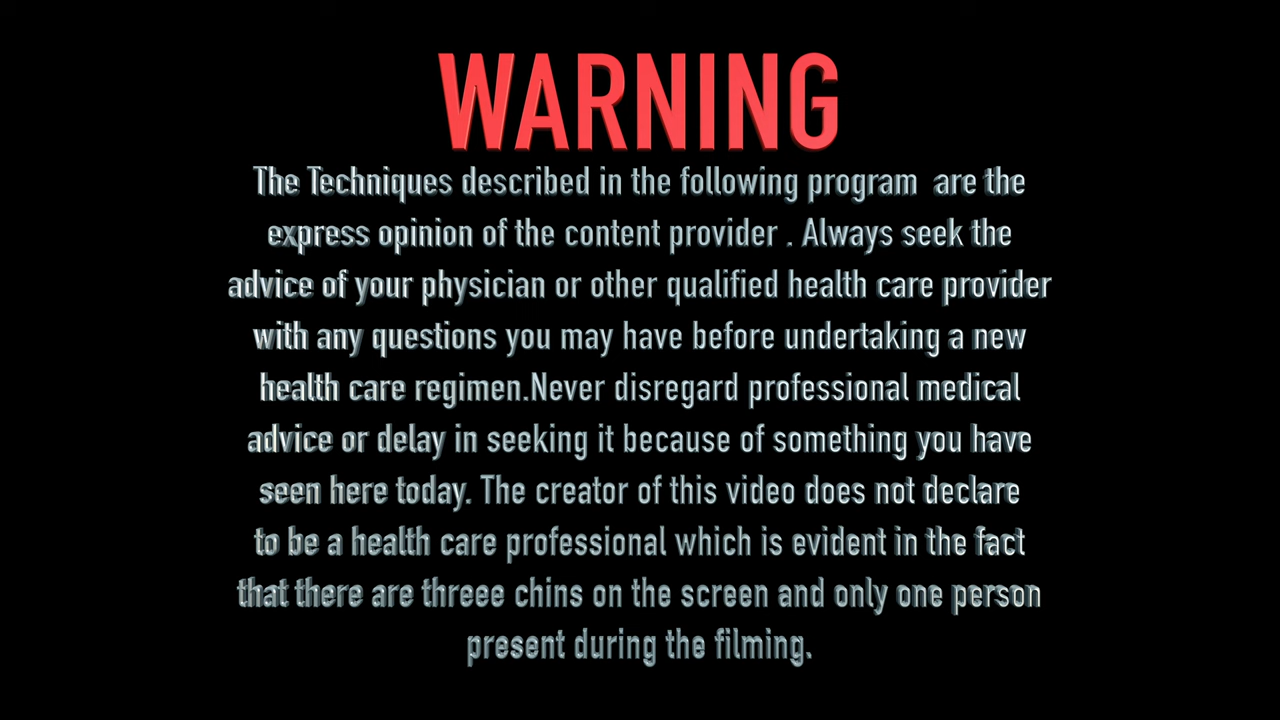 WARNING
The Techniques described in the following program are the
express opinion of the content provider . Always seek the
advice of your physician or other qualified health care provider
with any questions you may have before undertaking a new
health care regimen.Never disregard professional medical
advice or delay in seeking it because of something you have
seen here today. The creator of this video does not declare
to be a health care professional which is evident in the fact
that there are threee chins on the screen and only one person
present during the filming.